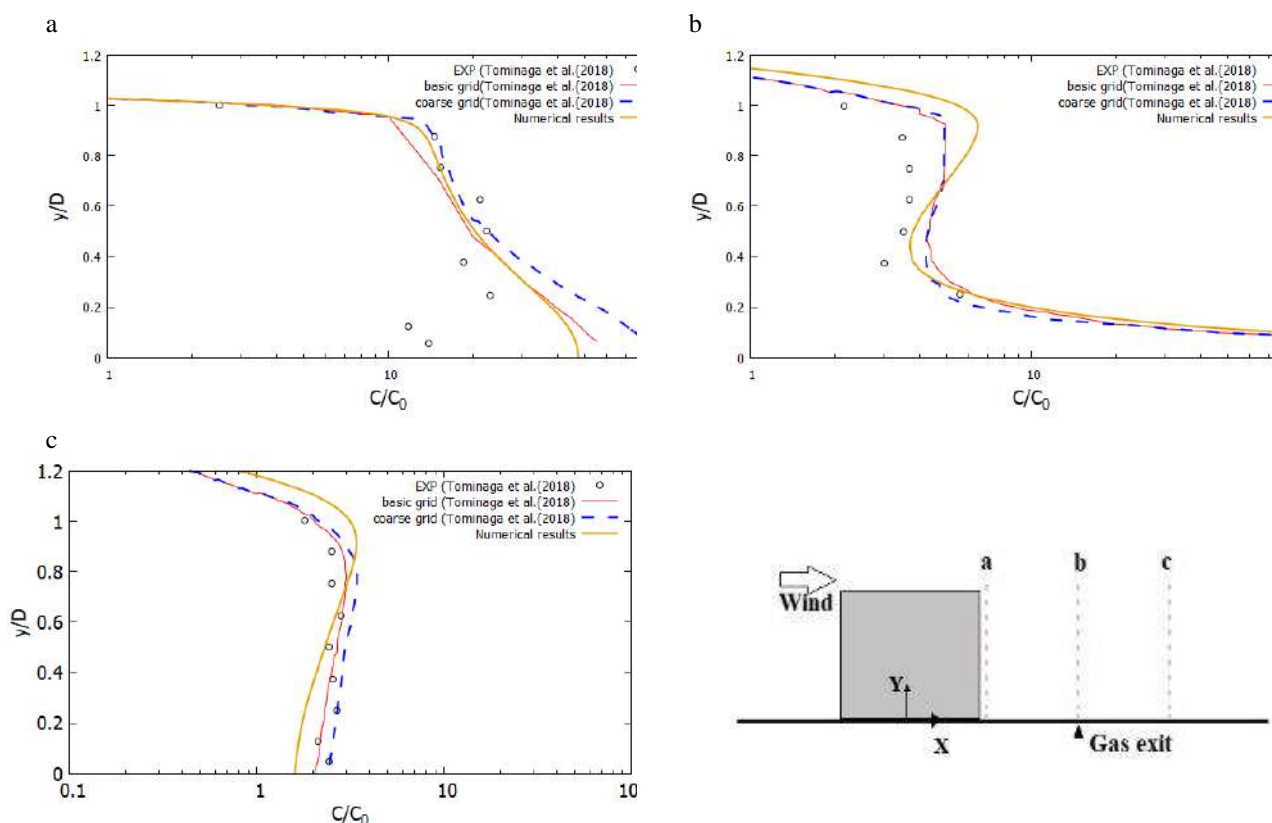 a
1.2
1
0.8
0.6
0.4
0.2
0
y/D
EXP (Tominaga et al.(2018)
basic grid(Tominaga et al.(2018)
coarse grid(Tominaga et al.(2018)
Numerical results
1
10
C/C0
b
1.2
1
0.8
0.6
0.4
0.2
0
y/D
EXP (Tominaga et al.(2018)
basic grid(Tominaga et al.(2018)
coarse grid(Tominaga et al.(2018)
Numerical results
1
10
C/C0
c
1.2
1
0.8
0.6
0.4
0.2
0
y/D
EXP (Tominaga et al.(2018)
basic grid (Tominaga et al.(2018)
coarse grid (Tominaga et al.(2018)
Numerical results
0.1
1
10
10
C/C0
a
b
c
Wind
Y
X
Gas exit